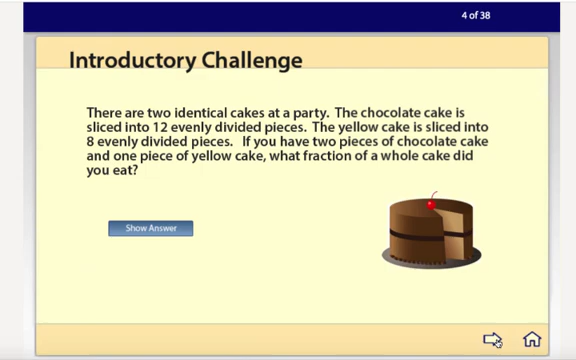 4 of 38
Introductory Challenge
There are two identical cakes at a party. The chocolate cake is
sliced into 12 evenly divided pieces. The yellow cake is sliced into
8 evenly divided pieces. If you have two pieces of chocolate cake
and one piece of yellow cake, what fraction of a whole cake did
you eat?
Show Answer